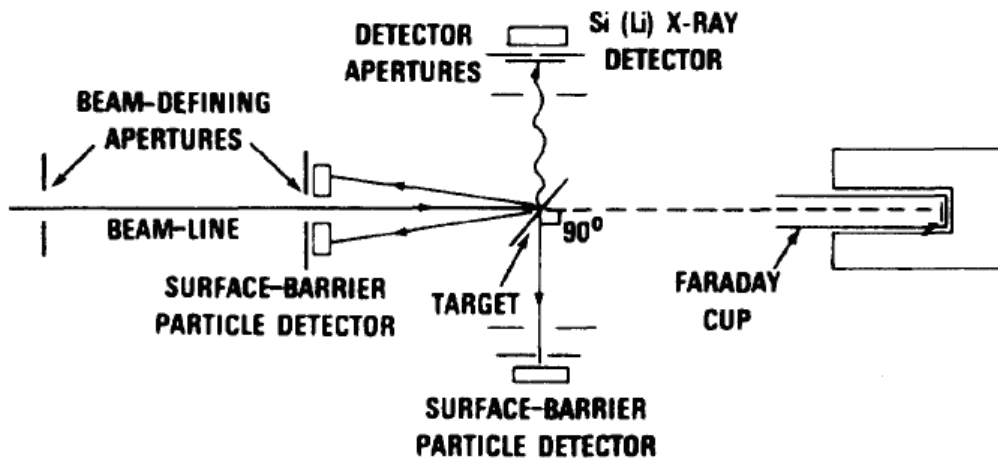 DETECTOR
APERTURES
Si (Li) X-RAY
DETECTOR
BEAM-DEFINING
APERTURES
BEAM-LINE
90°
SURFACE-BARRIER
PARTICLE DETECTOR
TARGET
FARADAY
CUP
SURFACE-BARRIER
PARTICLE DETECTOR